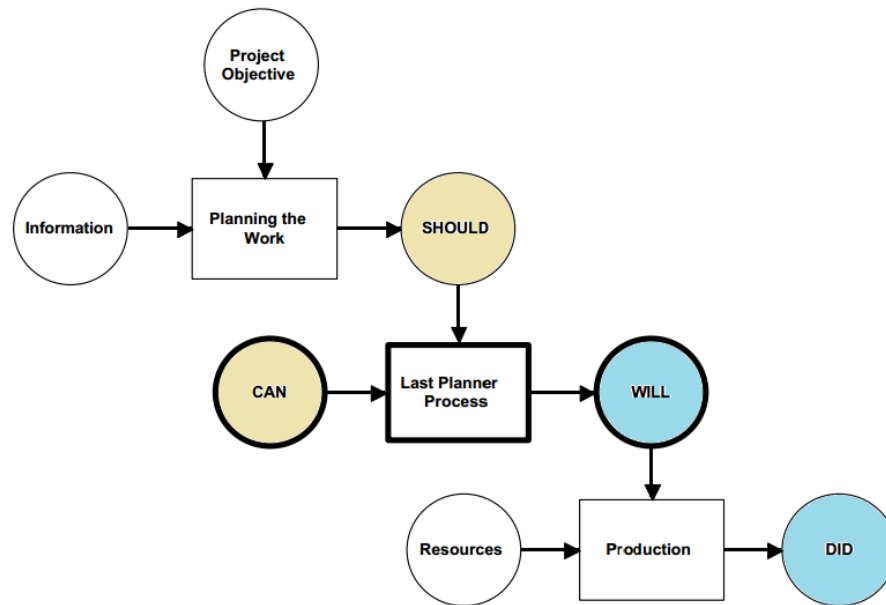 Project
Objective
Information
Planning the
Work
SHOULD
CAN
Last Planner
Process
WILL
Resources
Production
DID